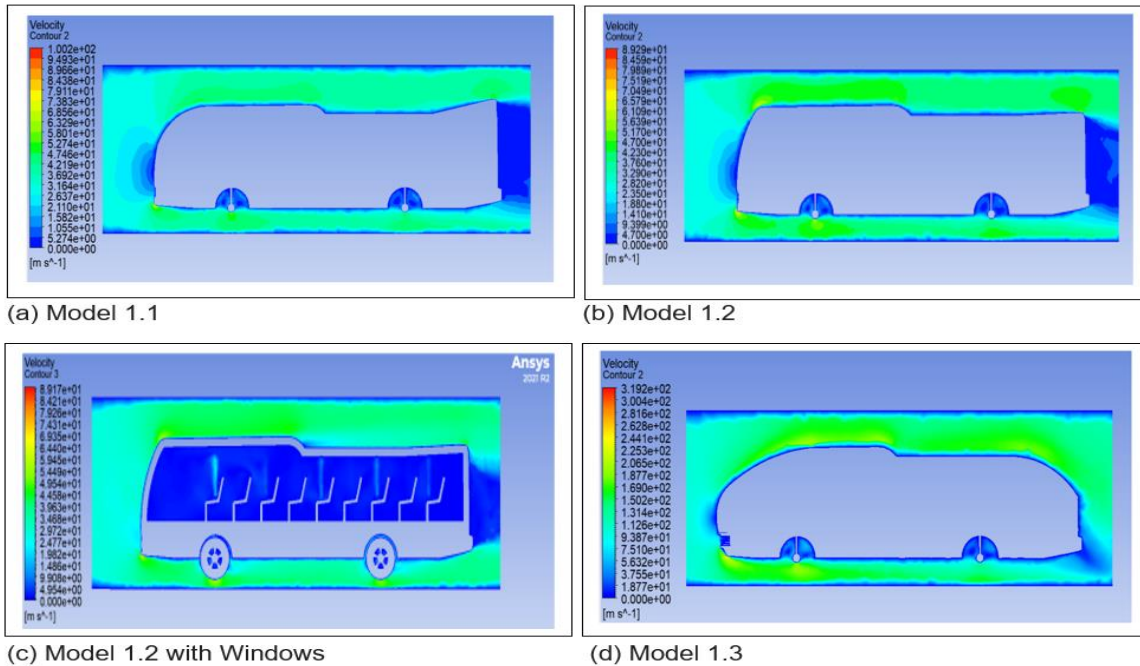 Velocity
Contour 2
1.002e+02
9.493e+01
8.966e+01
8.438e+01
7.911e+01
7.383e+01
6.856e+01
6.329e+01
5.801e+01
5.274e+01
4.746e+01
4.219e+01
3.692e+01
3.164e+01
2.637e+01
2.110e+01
1.582e+01
1.055e+01
5.274e+00
0.000e+00
[m s^-1]
(a) Model 1.1
Velocity
Contour 2
8.929e+01
8.459e+01
7.989e+01
7.519e+01
7.049e+01
6.579e+01
6.109e+01
5.639e+01
5.170e+01
4.700e+01
4.230e+01
3.760e+01
3.290e+01
2.820e+01
2.350e+01
1.880e+01
1.410e+01
9.399e+00
4.700e+00
0.000e+00
[m s^-1]
(b) Model 1.2
Velocity
Contour 3
8.917e+01
8.421e+01
7.926e+01
7.431e+01
6.935e+01
6.440e+01
5.945e+01
5.449e+01
4.954e+01
4.458e+01
3.963e+01
3.468e+01
2.972e+01
2.477e+01
1.982e+01
1.486e+01
9.908e+00
4.954e+00
0.000e+00
[m s^-1]
Ansys
2021 R2
(c) Model 1.2 with Windows
Velocity
Contour 2
3.192e+02
3.004e+02
2.816e+02
2.628e+02
2.441e+02
2.253e+02
2.065e+02
1.877e+02
1.690e+02
1.502e+02
1.314e+02
1.126e+02
9.387e+01
7.510e+01
5.632e+01
3.755e+01
1.877e+01
0.000e+00
[m s^-1]
(d) Model 1.3